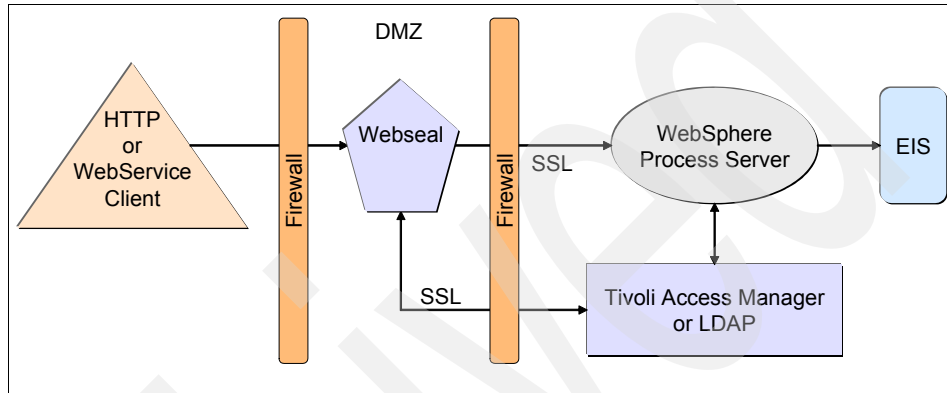 DMZ
HTTP
or
WebService
Client
Firewall
Webseal
Firewall
SSL
WebSphere
Process Server
EIS
SSL
Tivoli Access Manager
or LDAP